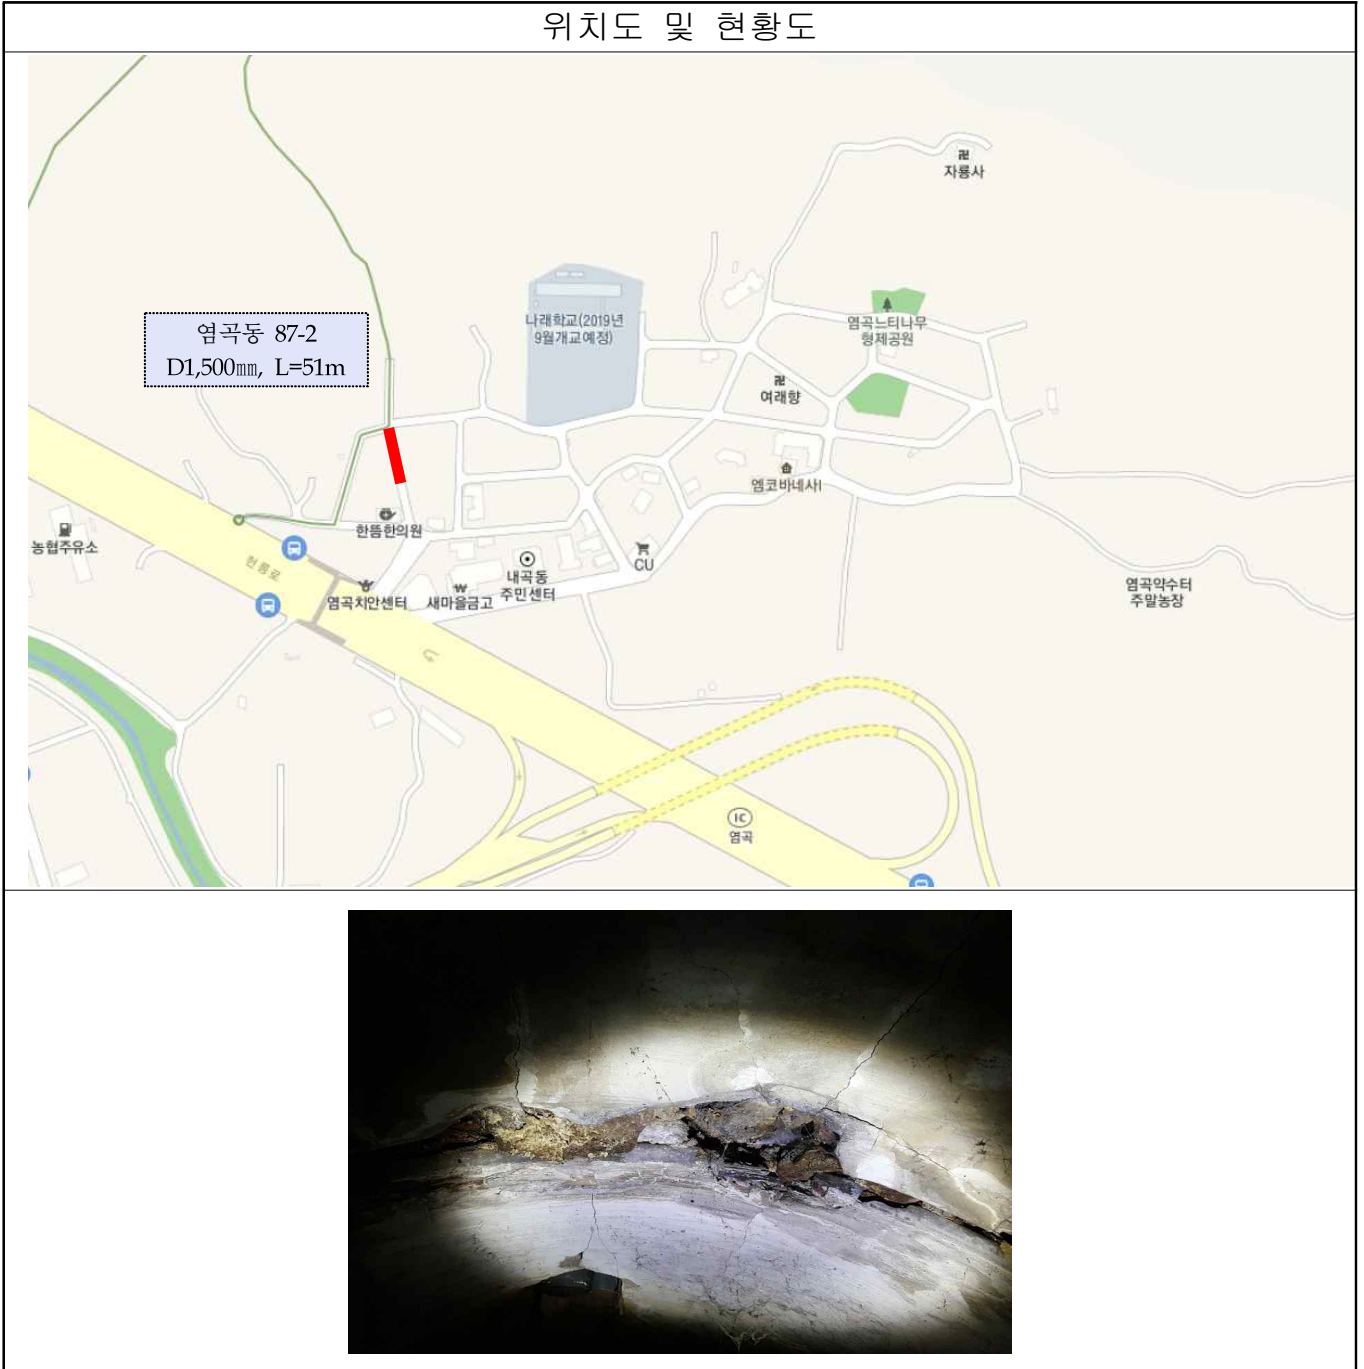 위치도 및 현황도
자룡사
염곡동 87-2
D1,500㎜, L=51m
나래학교(2019년
9월개교예정)
염곡느티나무
형제공원
여래향
엠코바네사I
한뜸한의원
농협주유소
헌릉로
염곡치안센터
새마을금고
내곡동
주민센터
CU
염곡약수터
주말농장
IC
염곡